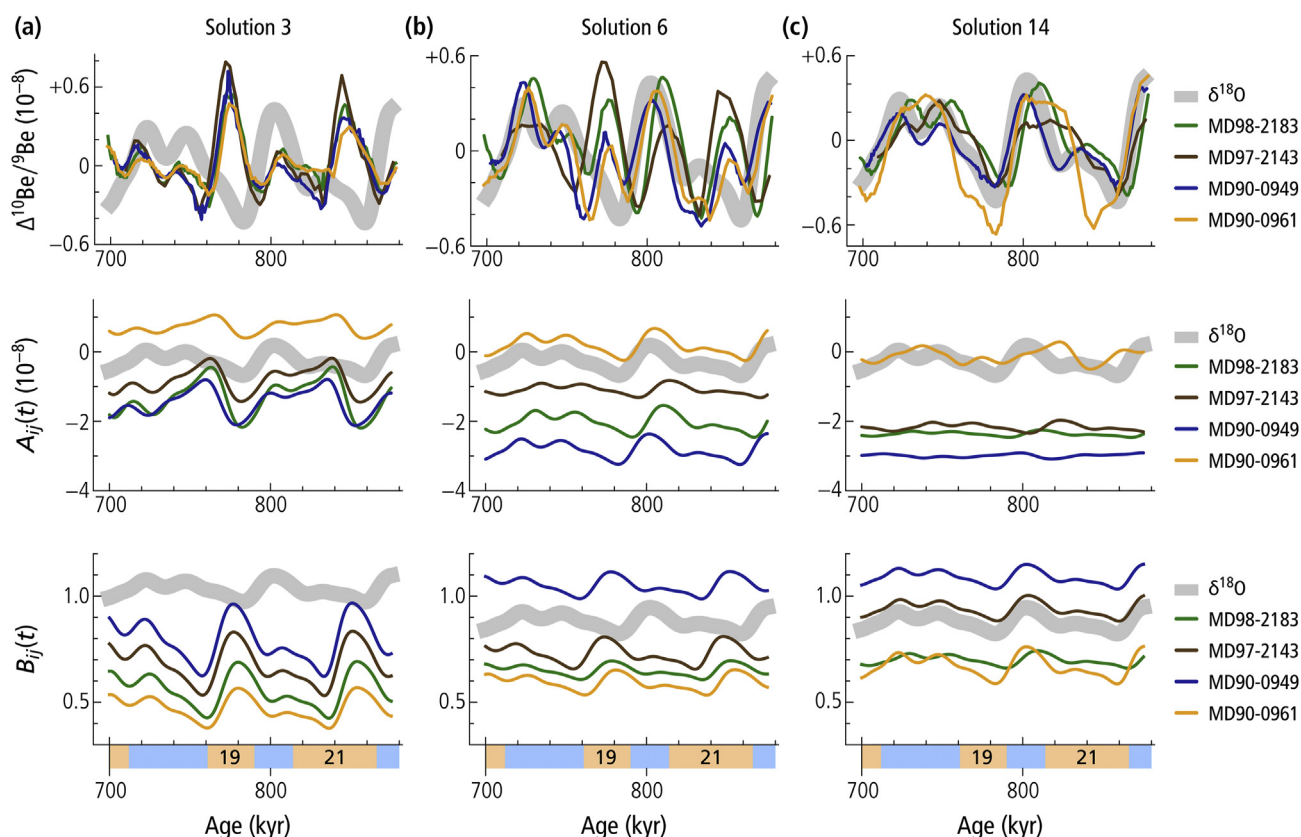 (a) Solution 3 (b) Solution 6 (c) Solution 14
Δ¹⁰Be/⁹Be (10⁻⁸)
+0.6
0
−0.6
700 800
+0.6
0
−0.6
700 800
+0.6
0
−0.6
700 800
δ¹⁸O
MD98-2183
MD97-2143
MD90-0949
MD90-0961
Aij(t) (10⁻⁸)
0
−2
−4
700 800
0
−2
−4
700 800
0
−2
−4
700 800
δ¹⁸O
MD98-2183
MD97-2143
MD90-0949
MD90-0961
Bij(t)
1.0
0.5
19 21
700 800
Age (kyr)
1.0
0.5
19 21
700 800
Age (kyr)
1.0
0.5
19 21
700 800
Age (kyr)
δ¹⁸O
MD98-2183
MD97-2143
MD90-0949
MD90-0961